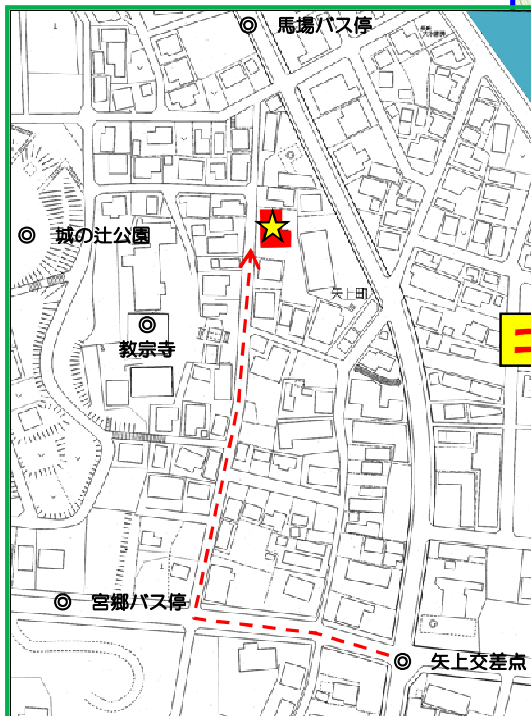 ◎ 馬場バス停
◎ 城の辻公園
矢上町
◎
教宗寺
◎ 宮郷バス停
◎ 矢上交差点